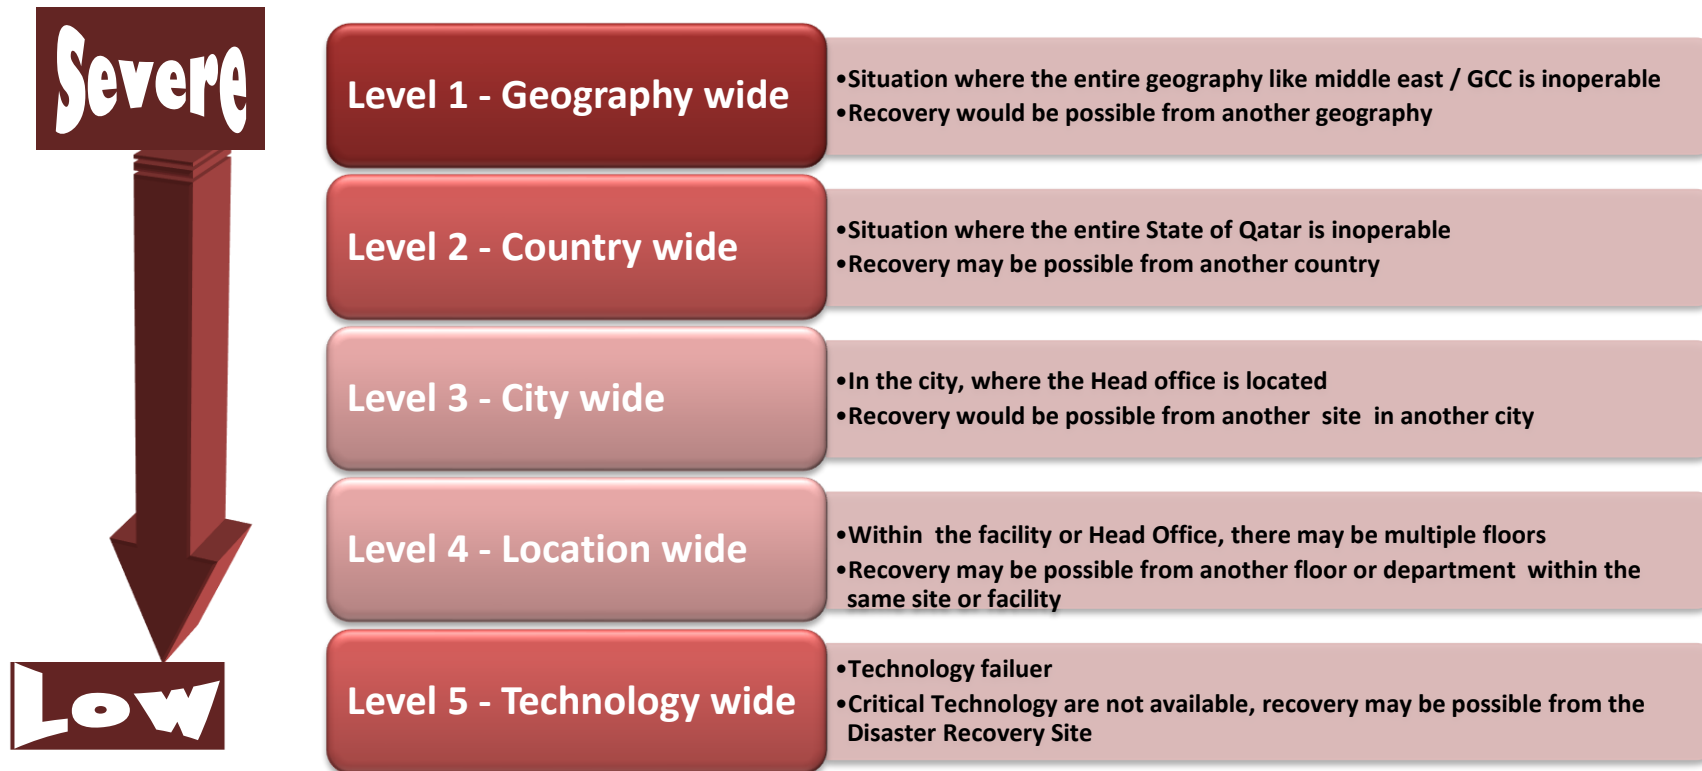 Severe
Level 1 - Geography wide
•Situation where the entire geography like middle east / GCC is inoperable
•Recovery would be possible from another geography
Level 2 - Country wide
•Situation where the entire State of Qatar is inoperable
•Recovery may be possible from another country
Level 3 - City wide
•In the city, where the Head office is located
•Recovery would be possible from another site in another city
Level 4 - Location wide
•Within the facility or Head Office, there may be multiple floors
•Recovery may be possible from another floor or department within the
same site or facility
Low
Level 5 - Technology wide
•Technology failuer
•Critical Technology are not available, recovery may be possible from the
Disaster Recovery Site